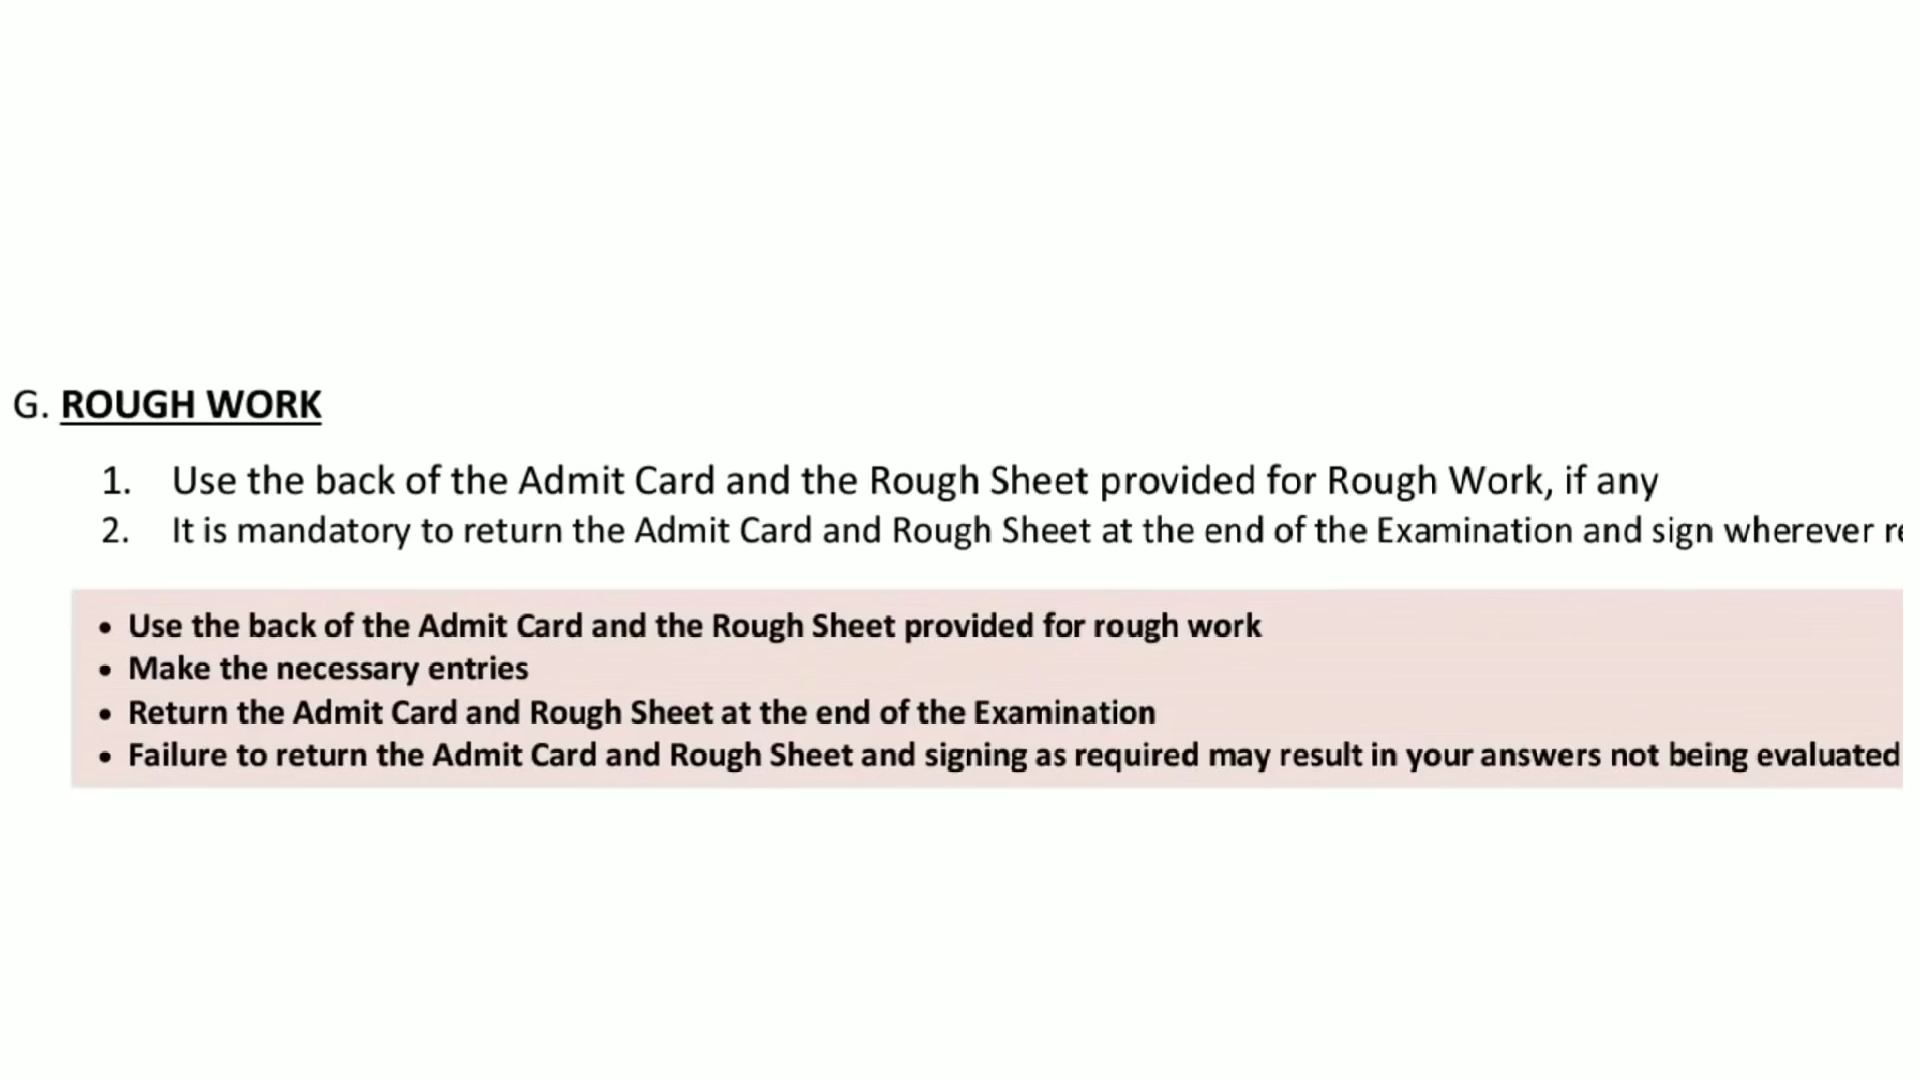 G. ROUGH WORK
1. Use the back of the Admit Card and the Rough Sheet provided for Rough Work, if any
2. It is mandatory to return the Admit Card and Rough Sheet at the end of the Examination and sign wherever
• Use the back of the Admit Card and the Rough Sheet provided for rough work
• Make the necessary entries
• Return the Admit Card and Rough Sheet at the end of the Examination
• Failure to return the Admit Card and Rough Sheet and signing as required may result in your answers not being evaluated